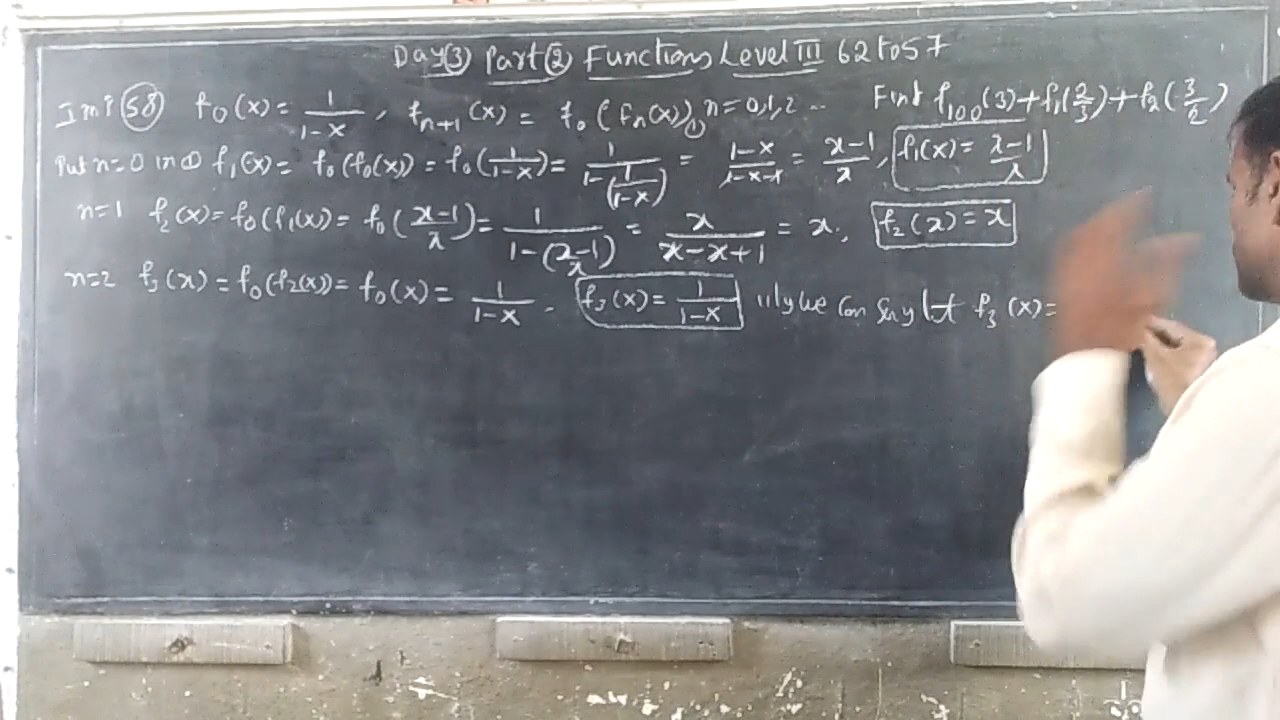 Day(3) Part(2) Functions Level III 62 to 57
Imp (58) f₀(x) = 1/(1-x), fₙ₊₁(x) = f₀(fₙ(x))① n = 0,1,2 .. Find f₁₀₀(3)+f₁(2/3)+f₂(3/2)
Put n=0 in ① f₁(x) = f₀(f₀(x)) = f₀(1/(1-x)) = 1/(1-(1/(1-x))) = (1-x)/(1-x-1) = (x-1)/x, f₁(x) = (x-1)/x
n=1 f₂(x) = f₀(f₁(x)) = f₀((x-1)/x) = 1/(1-((x-1)/x)) = x/(x-x+1) = x, f₂(x) = x
n=2 f₃(x) = f₀(f₂(x)) = f₀(x) = 1/(1-x) . f₃(x) = 1/(1-x) |||ly we can say f₃(x) =